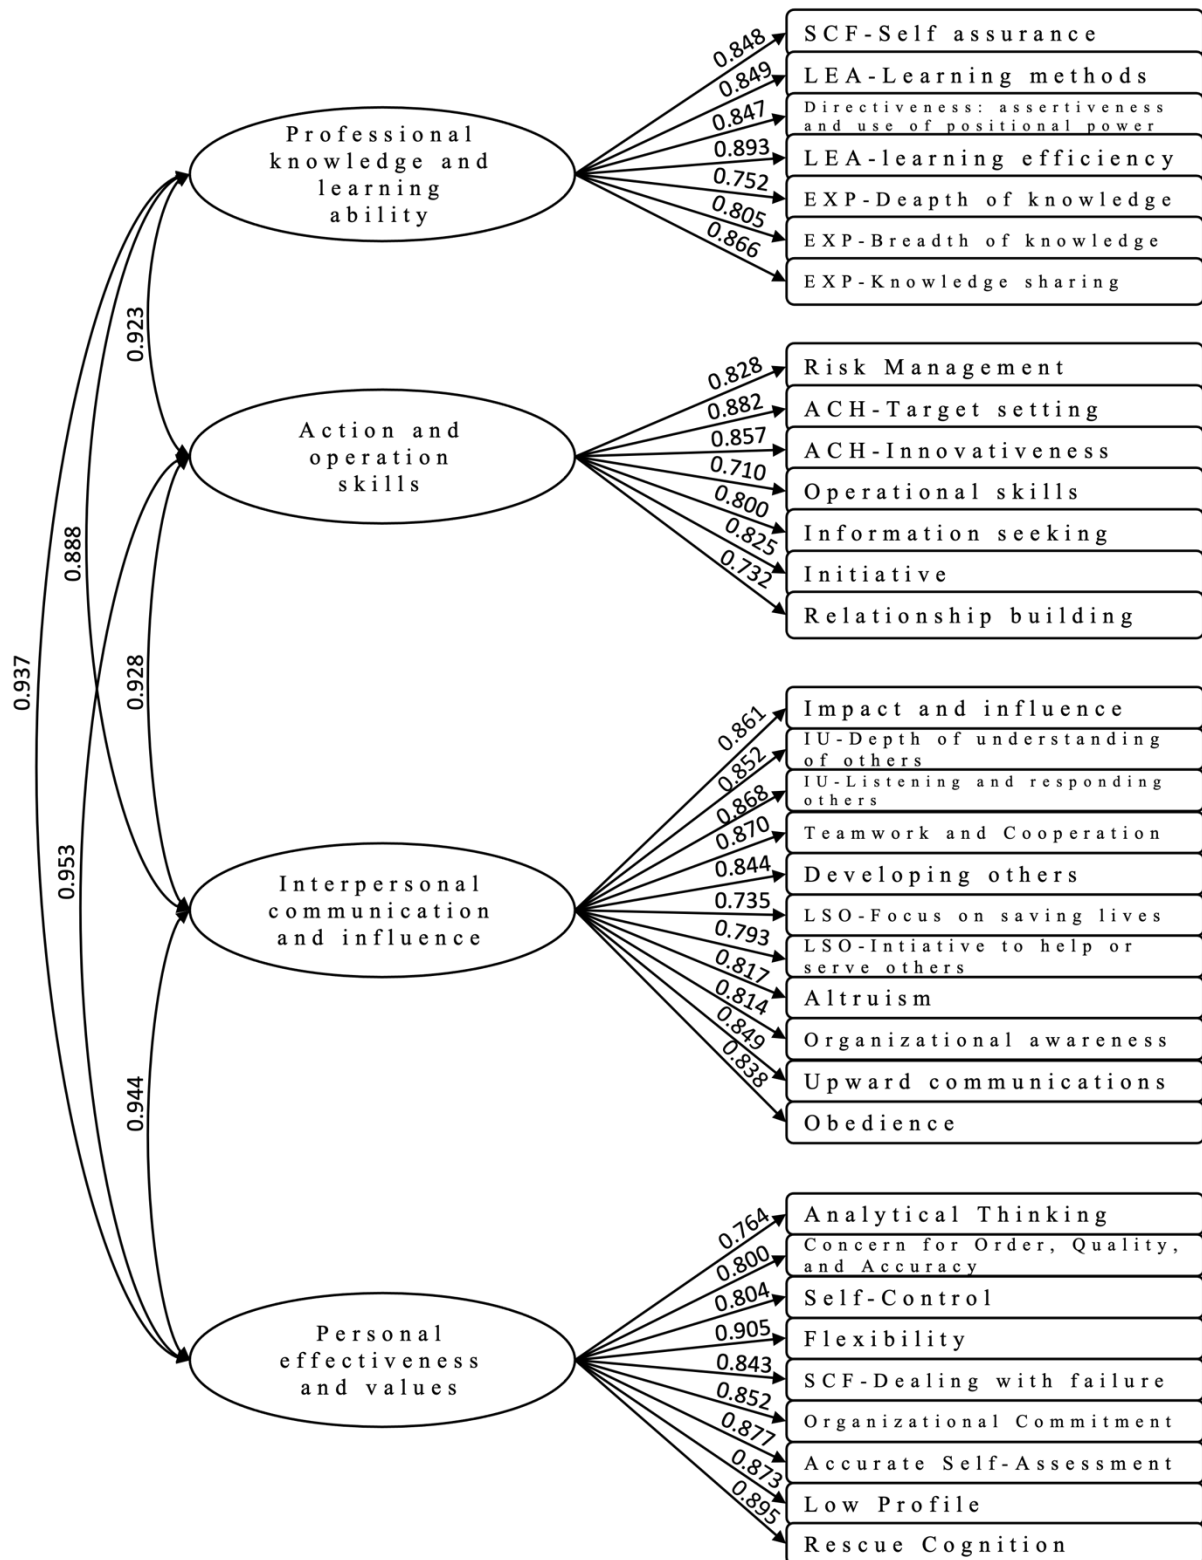 0.848
SCF-Self assurance
0.849
LEA-Learning methods
0.847
Directiveness: assertiveness
and use of positional power
0.893
LEA-learning efficiency
0.752
EXP-Deapth of knowledge
0.805
EXP-Breadth of knowledge
0.866
EXP-Knowledge sharing
Professional
knowledge and
learning
ability
0.923
0.828
Risk Management
0.882
ACH-Target setting
0.857
ACH-Innovativeness
0.710
Operational skills
0.800
Information seeking
0.825
Initiative
0.732
Relationship building
Action and
operation
skills
0.888
0.937
0.928
0.953
0.861
Impact and influence
0.852
IU-Depth of understanding
of others
0.868
IU-Listening and responding
others
0.870
Teamwork and Cooperation
0.844
Developing others
0.735
LSO-Focus on saving lives
0.793
LSO-Intiative to help or
serve others
0.817
Altruism
0.814
Organizational awareness
0.849
Upward communications
0.838
Obedience
Interpersonal
communication
and influence
0.944
0.764
Analytical Thinking
0.800
Concern for Order, Quality,
and Accuracy
0.804
Self-Control
0.905
Flexibility
0.843
SCF-Dealing with failure
0.852
Organizational Commitment
0.877
Accurate Self-Assessment
0.873
Low Profile
0.895
Rescue Cognition
Personal
effectiveness
and values